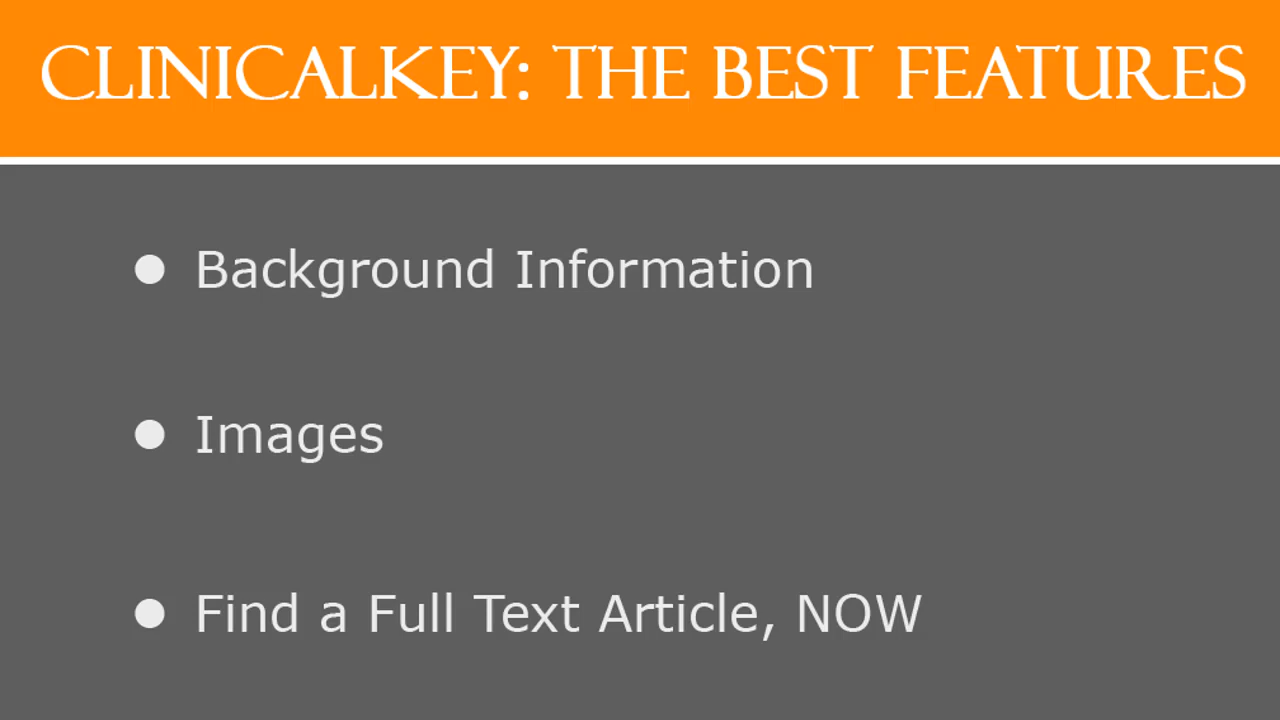 CLINICALKEY: THE BEST FEATURES
● Background Information
● Images
● Find a Full Text Article, NOW